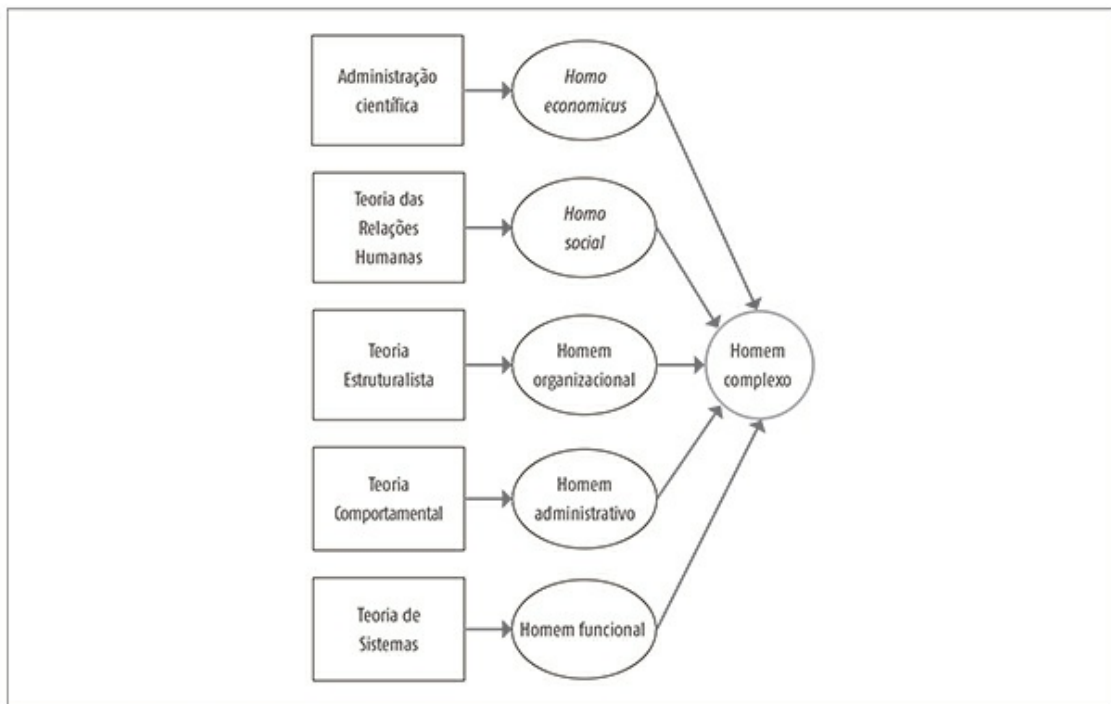 Administração
científica
Homo
economicus
Teoria das
Relações
Humanas
Homo
social
Teoria
Estruturalista
Homem
organizacional
Homem
complexo
Teoria
Comportamental
Homem
administrativo
Teoria de
Sistemas
Homem funcional